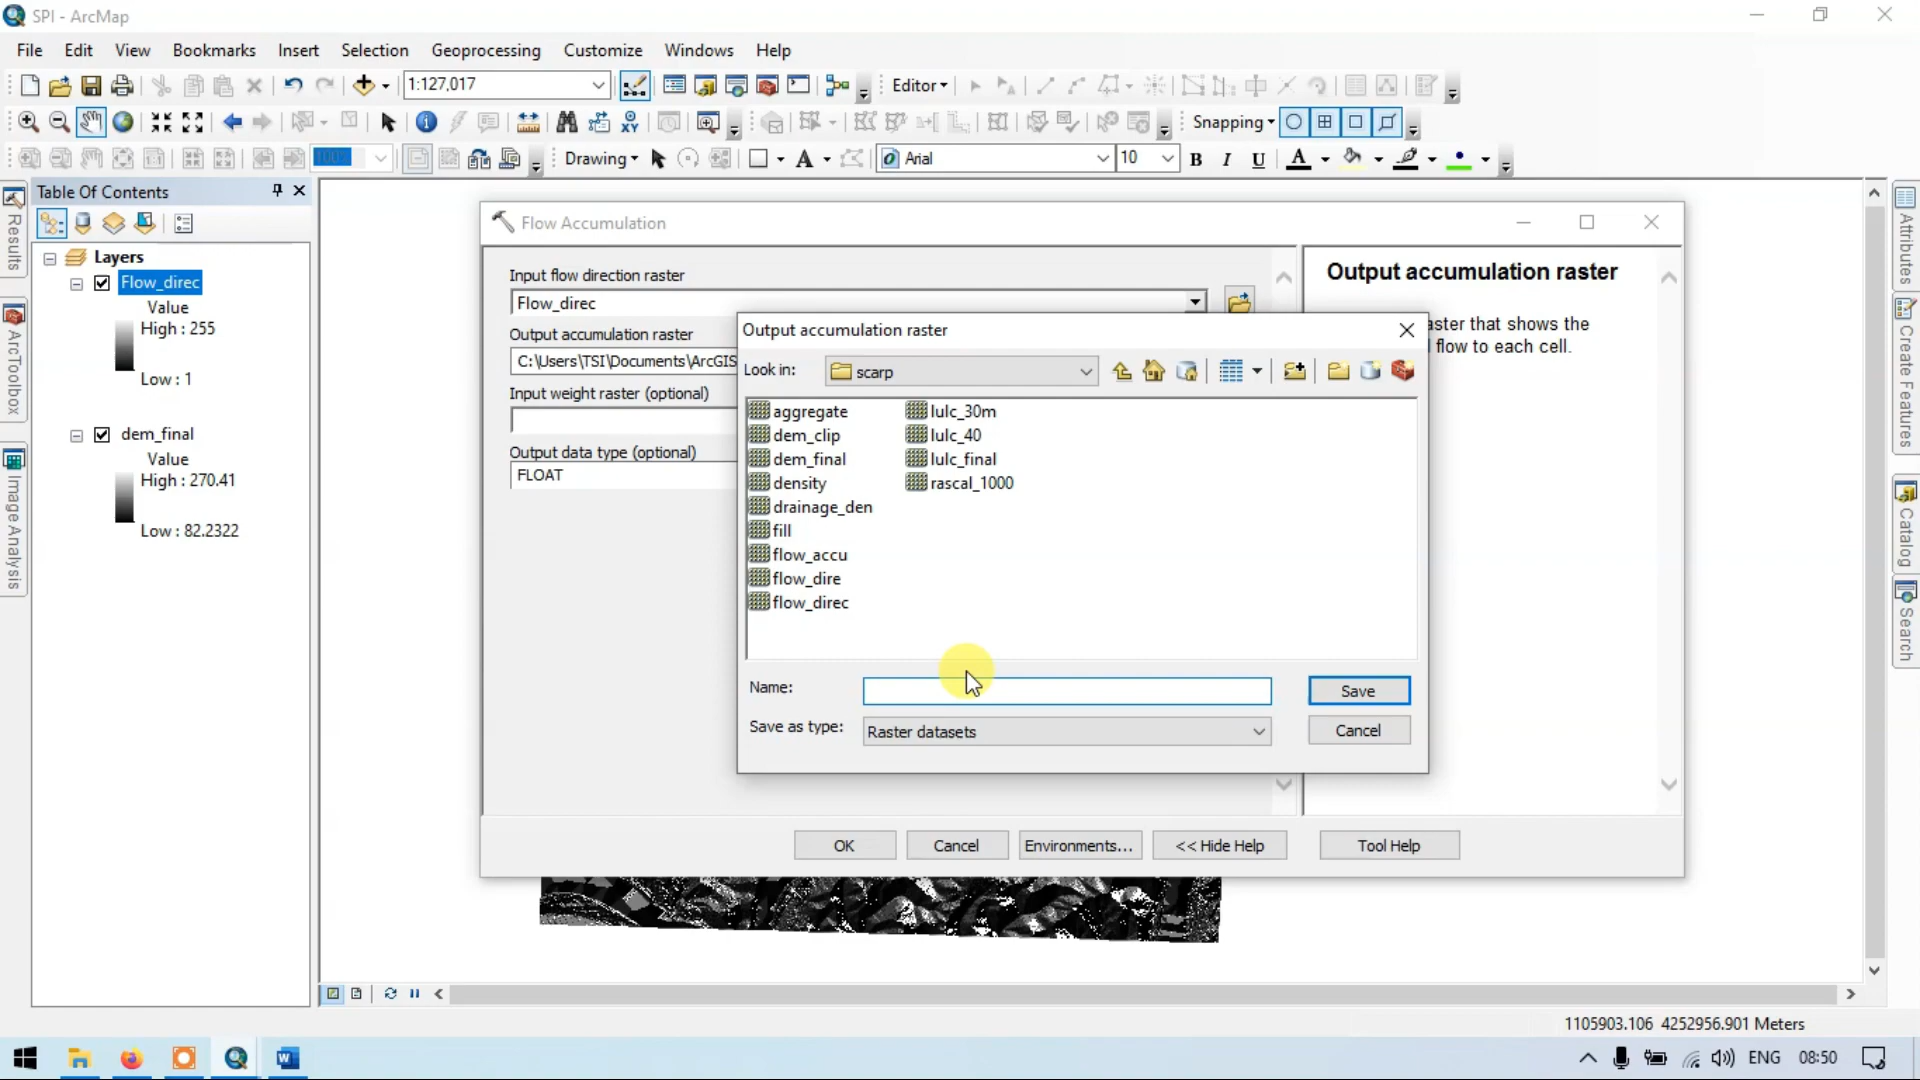 SPI - ArcMap
File Edit View Bookmarks Insert Selection Geoprocessing Customize Windows Help
1:127,017
Editor
Snapping
100%
Drawing
A
Arial
10
B I U A
Table Of Contents
Results
ArcToolbox
Image Analysis
Layers
Flow_direc
Value
High : 255
Low : 1
dem_final
Value
High : 270.41
Low : 82.2322
Flow Accumulation
Input flow direction raster
Flow_direc
Output accumulation raster
C:\Users\TSI\Documents\ArcGIS
Input weight raster (optional)
Output data type (optional)
FLOAT
Output accumulation raster
aster that shows the
flow to each cell.
Output accumulation raster
Look in:
scarp
aggregate
dem_clip
dem_final
density
drainage_den
fill
flow_accu
flow_dire
flow_direc
lulc_30m
lulc_40
lulc_final
rascal_1000
Name:
Save
Save as type:
Raster datasets
Cancel
OK
Cancel
Environments...
<< Hide Help
Tool Help
Attributes
Create Features
Catalog
Search
1105903.106 4252956.901 Meters
ENG
08:50